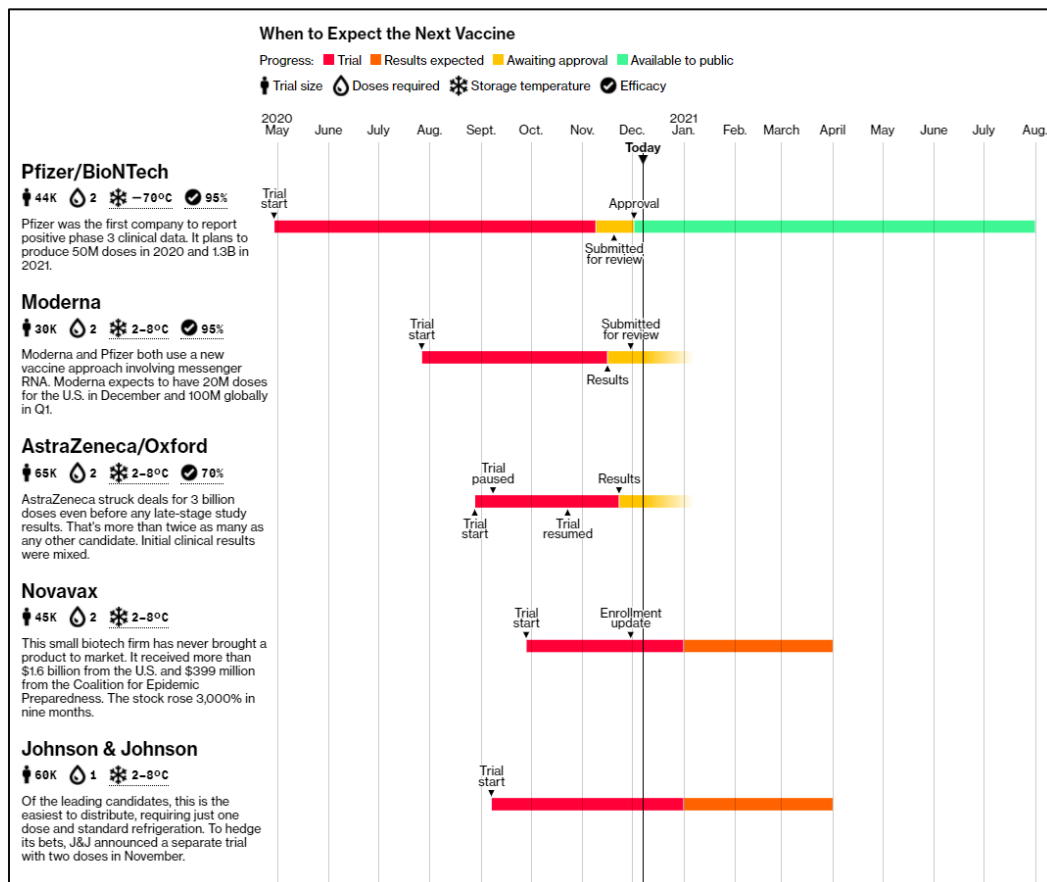 When to Expect the Next Vaccine
Progress: Trial Results expected Awaiting approval Available to public
Trial size Doses required Storage temperature Efficacy
2020 2021
May June July Aug. Sept. Oct. Nov. Dec. Jan. Feb. March April May June July Aug.
Today
Pfizer/BioNTech
44K 2 –70ºC 95%
Pfizer was the first company to report
positive phase 3 clinical data. It plans to
produce 50M doses in 2020 and 1.3B in
2021.
Trial
start
Approval
Submitted
for review
Moderna
30K 2 2–8ºC 95%
Moderna and Pfizer both use a new
vaccine approach involving messenger
RNA. Moderna expects to have 20M doses
for the U.S. in December and 100M globally
in Q1.
Trial
start
Submitted
for review
Results
AstraZeneca/Oxford
65K 2 2–8ºC 70%
AstraZeneca struck deals for 3 billion
doses even before any late-stage study
results. That's more than twice as many as
any other candidate. Initial clinical results
were mixed.
Trial
paused
Results
Trial
start
Trial
resumed
Novavax
45K 2 2–8ºC
This small biotech firm has never brought a
product to market. It received more than
$1.6 billion from the U.S. and $399 million
from the Coalition for Epidemic
Preparedness. The stock rose 3,000% in
nine months.
Trial
start
Enrollment
update
Johnson & Johnson
60K 1 2–8ºC
Of the leading candidates, this is the
easiest to distribute, requiring just one
dose and standard refrigeration. To hedge
its bets, J&J announced a separate trial
with two doses in November.
Trial
start